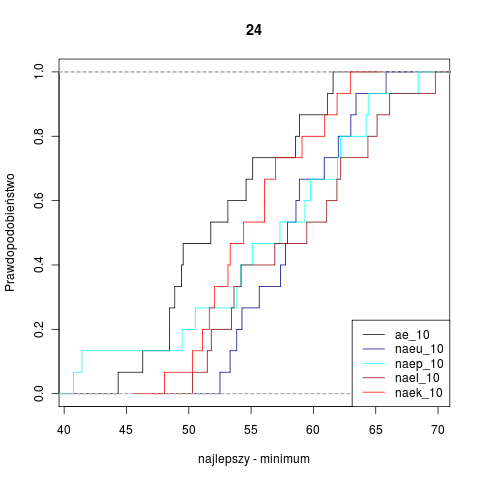 24
Prawdopodobieństwo
1.0
0.8
0.6
0.4
0.2
0.0
40 45 50 55 60 65 70
najlepszy - minimum
ae_10
naeu_10
naep_10
nael_10
naek_10